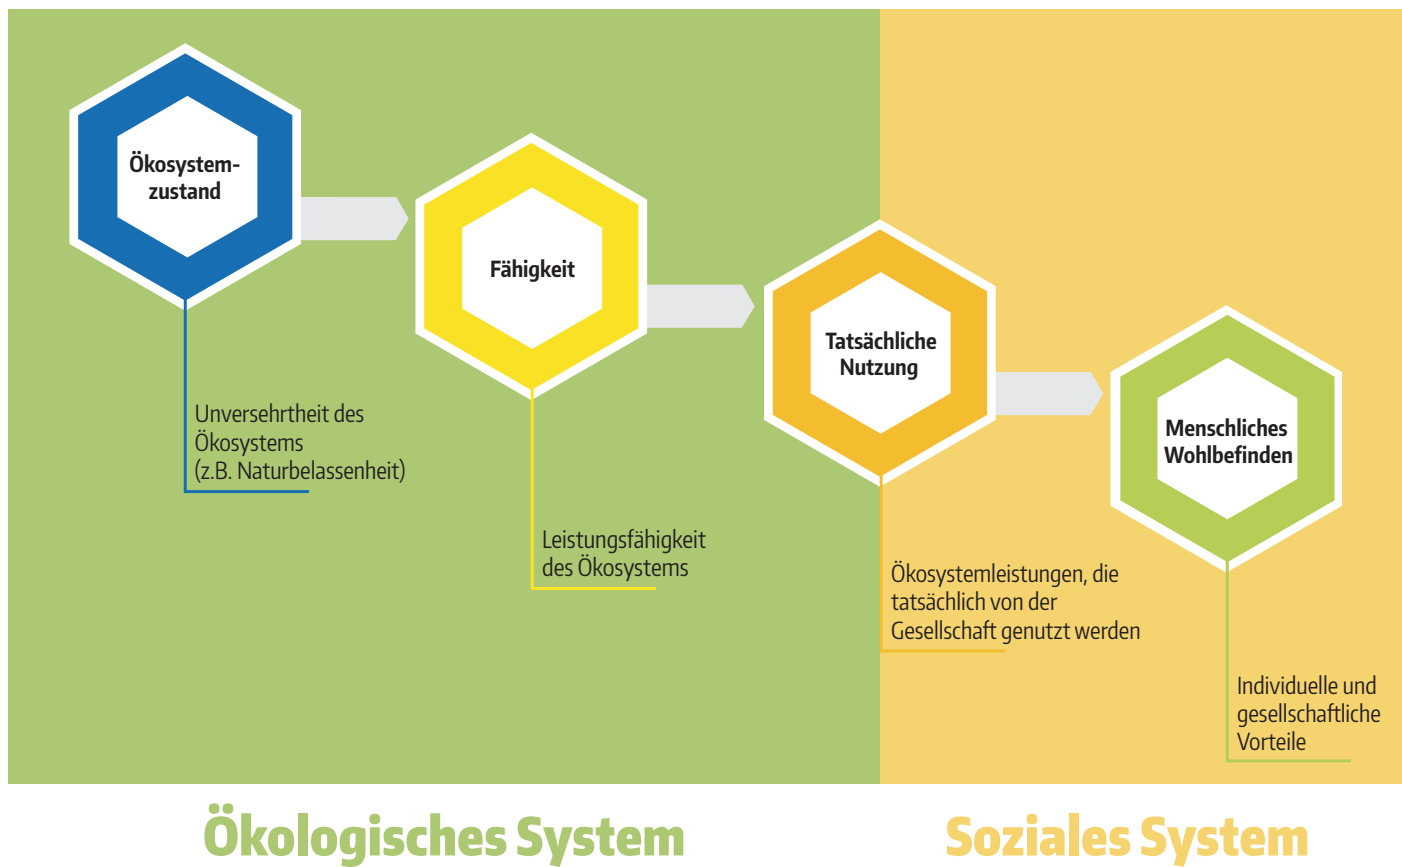 Ökosystem-
zustand
Unversehrtheit des
Ökosystems
(z.B. Naturbelassenheit)
Fähigkeit
Leistungsfähigkeit
des Ökosystems
Tatsächliche
Nutzung
Ökosystemleistungen, die
tatsächlich von der
Gesellschaft genutzt werden
Menschliches
Wohlbefinden
Individuelle und
gesellschaftliche
Vorteile
Ökologisches System
Soziales System